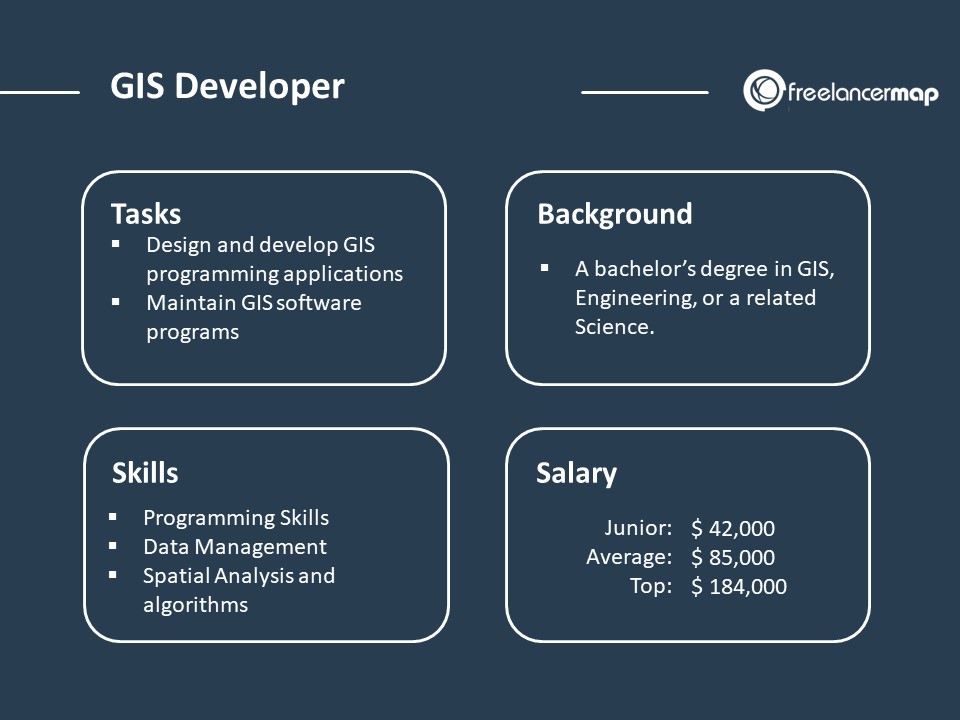 GIS Developer
freelancermap
Tasks
▪ Design and develop GIS
programming applications
▪ Maintain GIS software
programs
Background
▪ A bachelor’s degree in GIS,
Engineering, or a related
Science.
Skills
▪ Programming Skills
▪ Data Management
▪ Spatial Analysis and
algorithms
Salary
Junior: $ 42,000
Average: $ 85,000
Top: $ 184,000